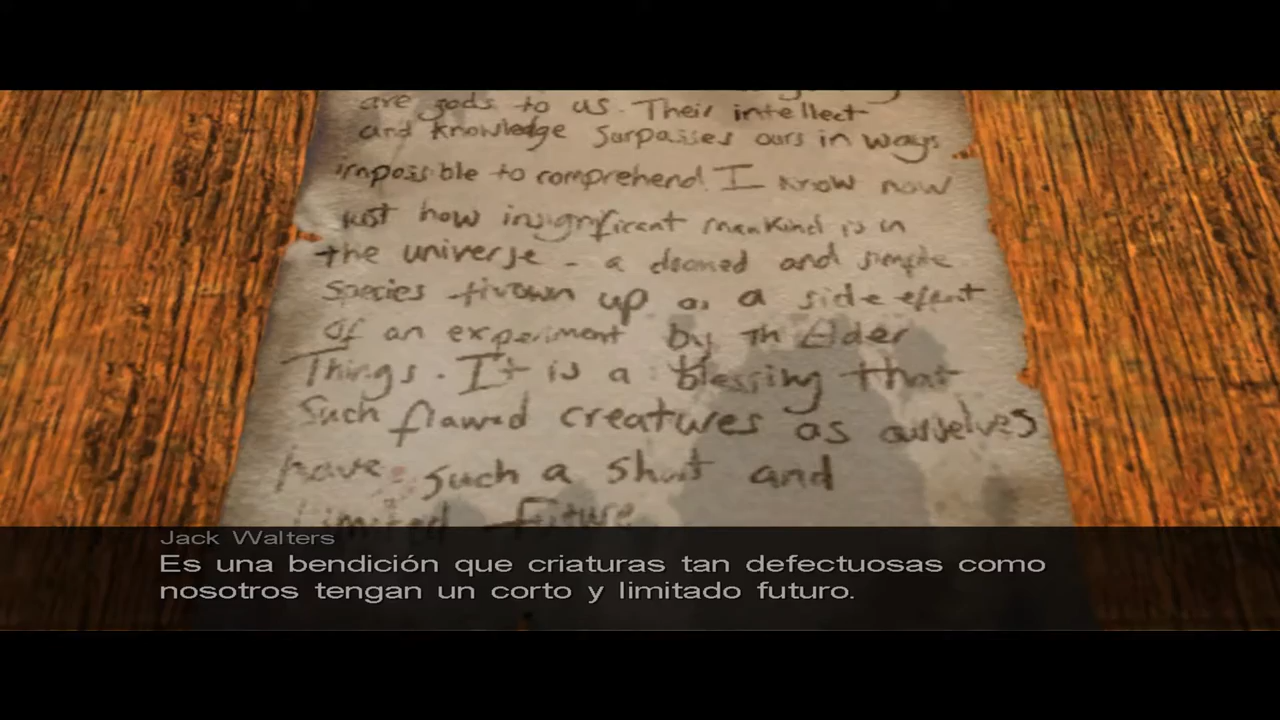 are gods to us. Their intellect
and knowledge surpasses ours in ways
impossible to comprehend. I know now
just how insignificant mankind is in
the universe - a doomed and simple
species thrown up as a side effect
of an experiment by Th Elder
Things. It is a blessing that
Such flawed creatures as ourselves
have such a short and
limited future
Jack Walters
Es una bendición que criaturas tan defectuosas como
nosotros tengan un corto y limitado futuro.